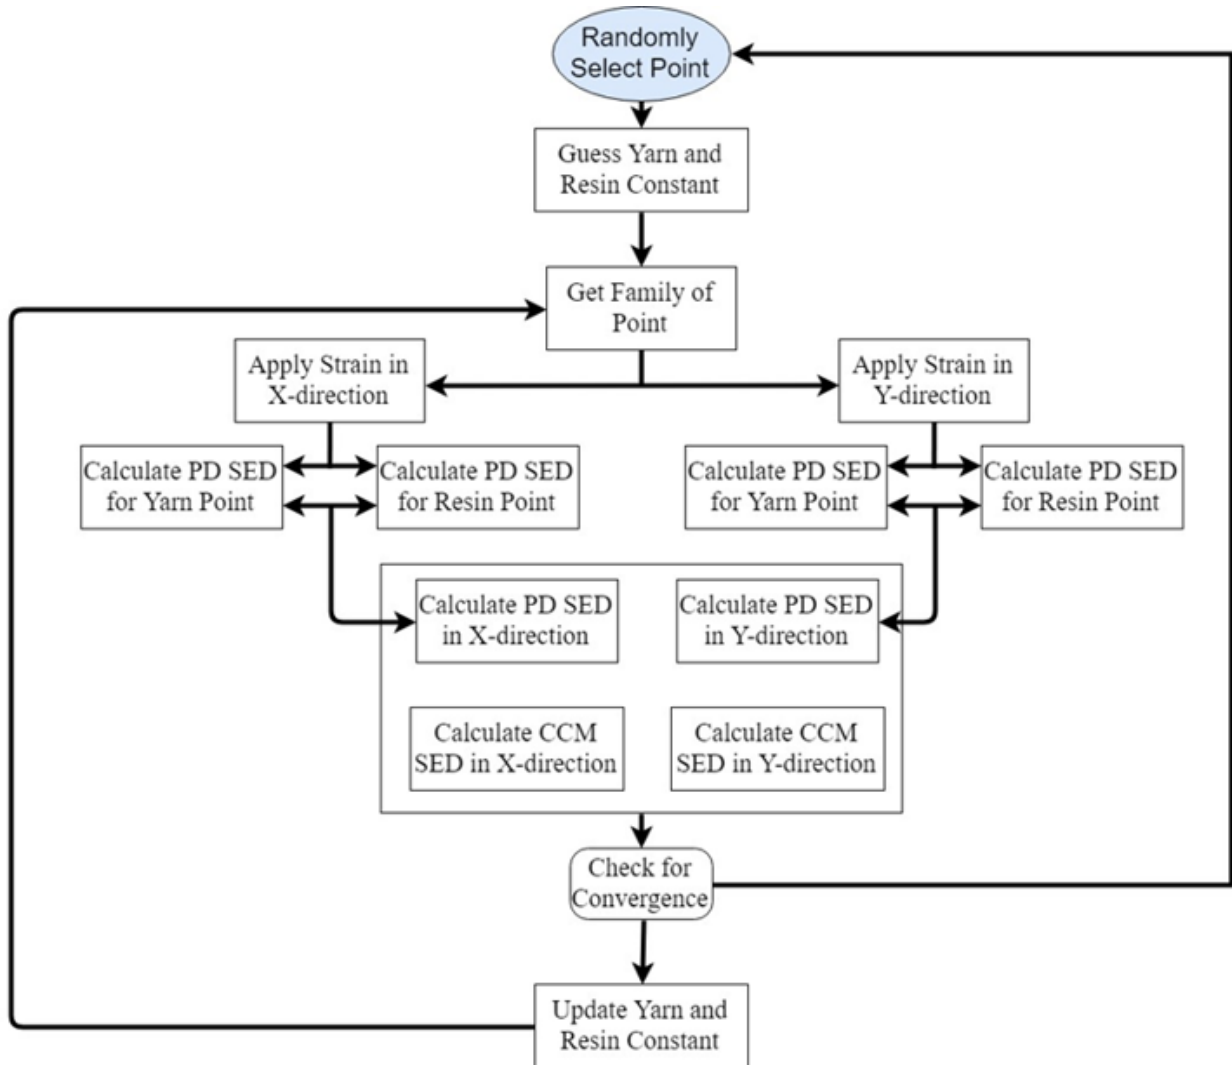 Randomly
Select Point
Guess Yarn and
Resin Constant
Get Family of
Point
Apply Strain in
X-direction
Apply Strain in
Y-direction
Calculate PD SED
for Yarn Point
Calculate PD SED
for Resin Point
Calculate PD SED
for Yarn Point
Calculate PD SED
for Resin Point
Calculate PD SED
in X-direction
Calculate PD SED
in Y-direction
Calculate CCM
SED in X-direction
Calculate CCM
SED in Y-direction
Check for
Convergence
Update Yarn and
Resin Constant